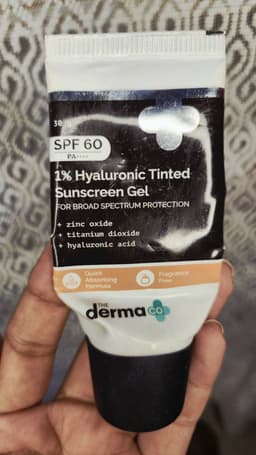 SPF 60
PA++++
1% Hyaluronic Tinted
Sunscreen Gel
FOR BROAD SPECTRUM PROTECTION
+ zinc oxide
+ titanium dioxide
+ hyaluronic acid
Quick
Absorbing
Formula
Fragrance
Free
THE
derma co